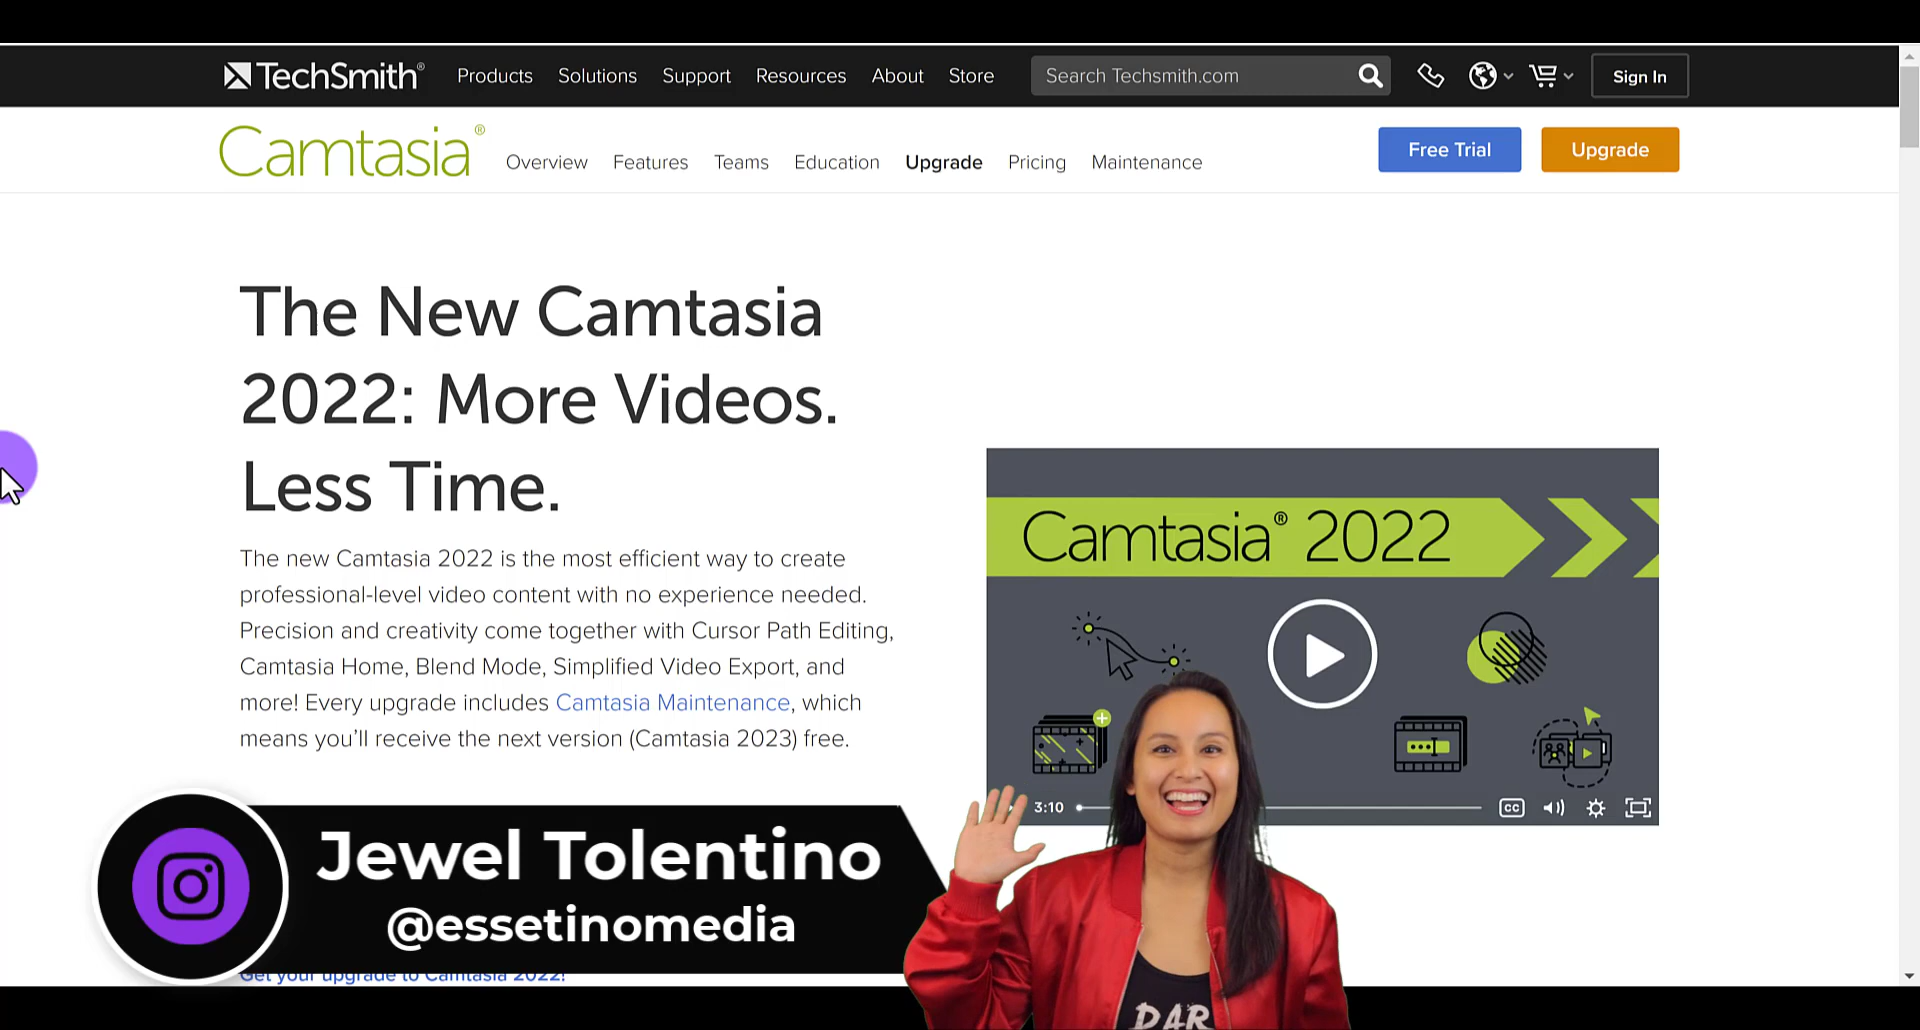 TechSmith®
Products Solutions Support Resources About Store
Search Techsmith.com
Sign In
Camtasia®
Overview Features Teams Education Upgrade Pricing Maintenance
Free Trial
Upgrade
The New Camtasia
2022: More Videos.
Less Time.
The new Camtasia 2022 is the most efficient way to create
professional-level video content with no experience needed.
Precision and creativity come together with Cursor Path Editing,
Camtasia Home, Blend Mode, Simplified Video Export, and
more! Every upgrade includes Camtasia Maintenance, which
means you’ll receive the next version (Camtasia 2023) free.
Camtasia® 2022
3:10
CC
Jewel Tolentino
@essetinomedia
Get your upgrade to Camtasia 2022!
DAR